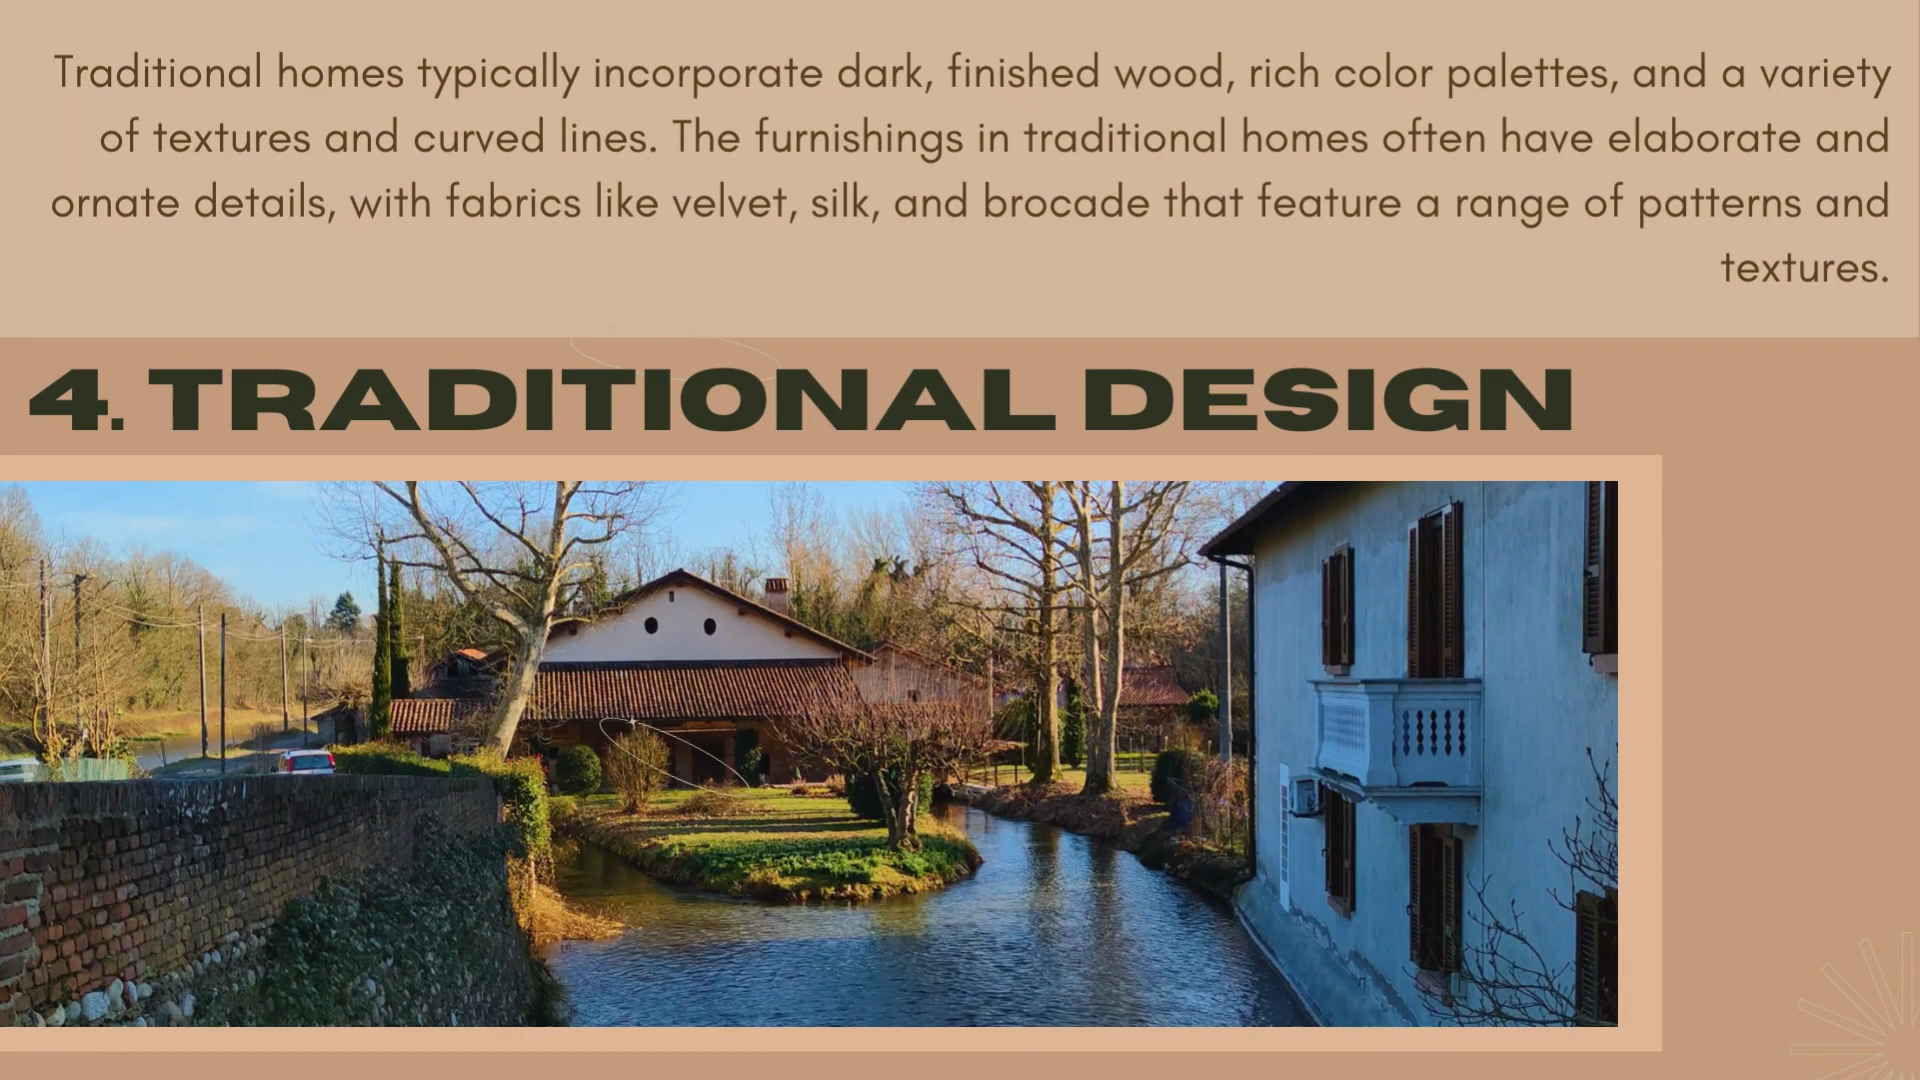 Traditional homes typically incorporate dark, finished wood, rich color palettes, and a variety
of textures and curved lines. The furnishings in traditional homes often have elaborate and
ornate details, with fabrics like velvet, silk, and brocade that feature a range of patterns and
textures.
4. TRADITIONAL DESIGN